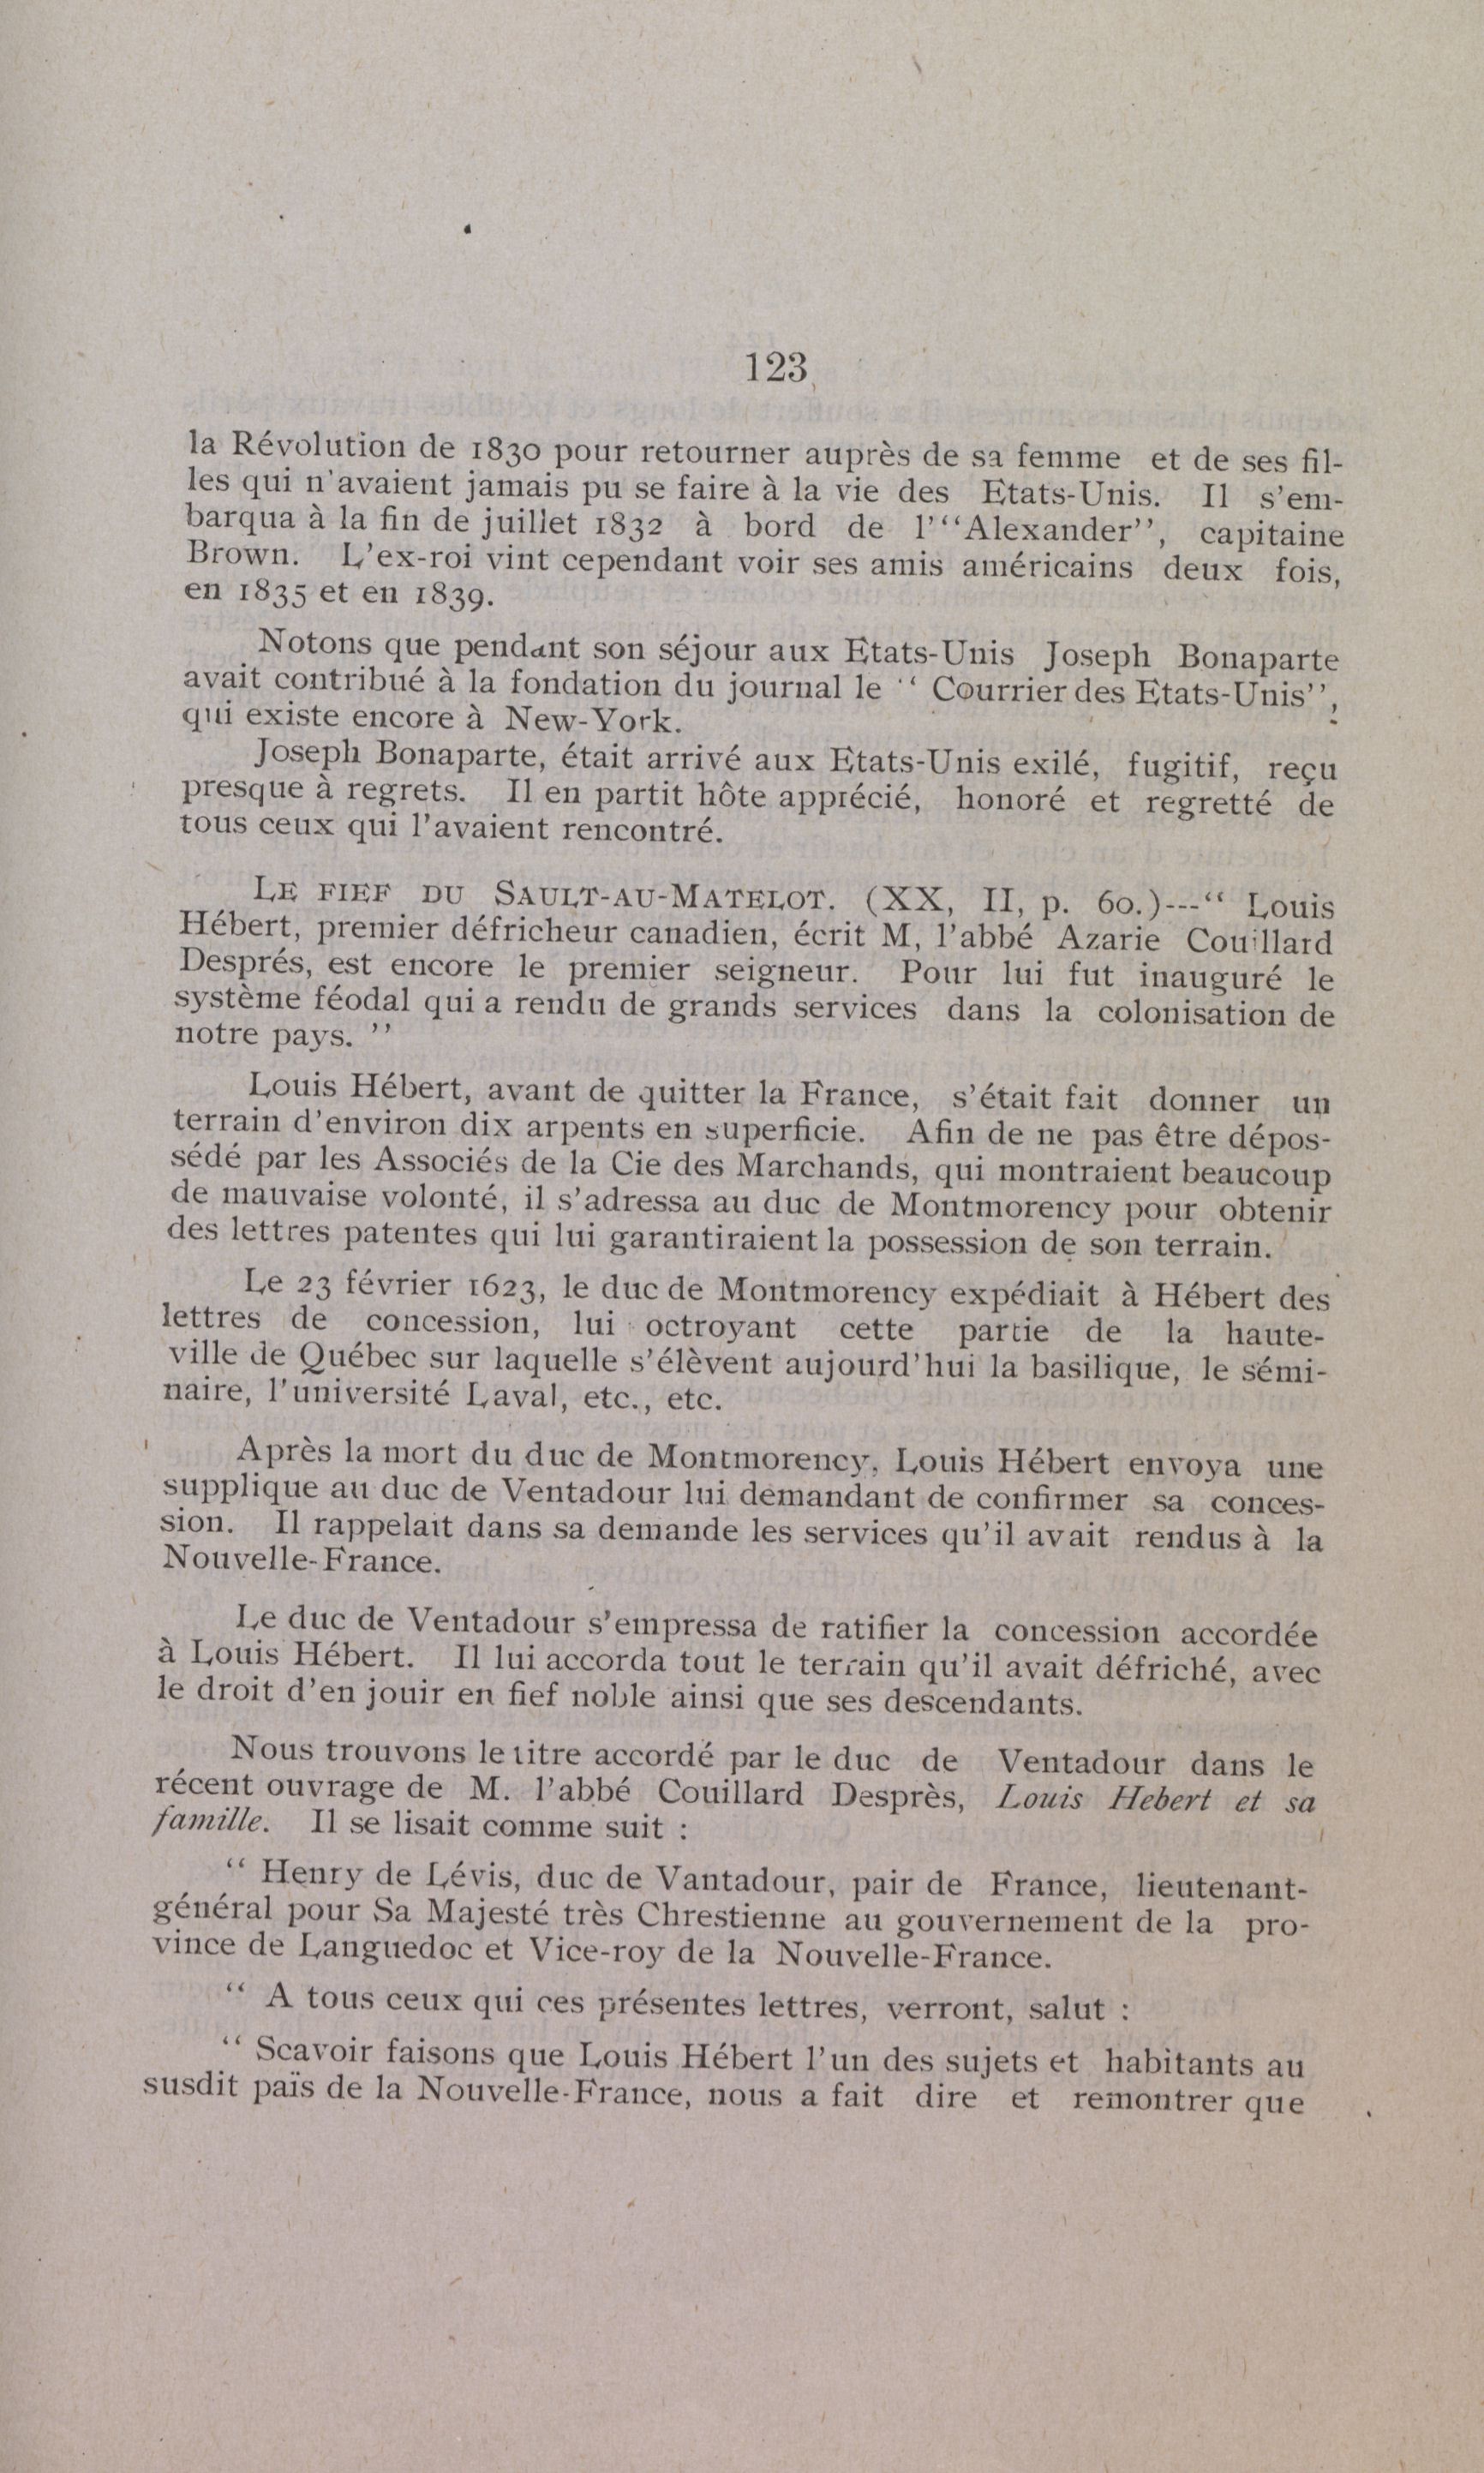 123
la Révolution de 1830 pour retourner auprès de sa femme et de ses fil-
les qui n'avaient jamais pu se faire à la vie des Etats-Unis. Il s'em-
barqua à la fin de juillet 1832 à bord de l'“Alexander”, capitaine
Brown. L'ex-roi vint cependant voir ses amis américains deux fois,
en 1835 et en 1839.
Notons que pendant son séjour aux Etats-Unis Joseph Bonaparte
avait contribué à la fondation du journal le “ Courrier des Etats-Unis”,
qui existe encore à New-York.
Joseph Bonaparte, était arrivé aux Etats-Unis exilé, fugitif, reçu
presque à regrets. Il en partit hôte apprécié, honoré et regretté de
tous ceux qui l'avaient rencontré.
LE FIEF DU SAULT-AU-MATELOT. (XX, II, p. 60.)---“ Louis
Hébert, premier défricheur canadien, écrit M, l'abbé Azarie Couillard
Després, est encore le premier seigneur. Pour lui fut inauguré le
système féodal qui a rendu de grands services dans la colonisation de
notre pays. ”
Louis Hébert, avant de quitter la France, s'était fait donner un
terrain d'environ dix arpents en superficie. Afin de ne pas être dépos-
sédé par les Associés de la Cie des Marchands, qui montraient beaucoup
de mauvaise volonté, il s'adressa au duc de Montmorency pour obtenir
des lettres patentes qui lui garantiraient la possession de son terrain.
Le 23 février 1623, le duc de Montmorency expédiait à Hébert des
lettres de concession, lui octroyant cette partie de la haute-
ville de Québec sur laquelle s'élèvent aujourd'hui la basilique, le sémi-
naire, l'université Laval, etc., etc.
Après la mort du duc de Montmorency, Louis Hébert envoya une
supplique au duc de Ventadour lui demandant de confirmer sa conces-
sion. Il rappelait dans sa demande les services qu'il avait rendus à la
Nouvelle-France.
Le duc de Ventadour s'empressa de ratifier la concession accordée
à Louis Hébert. Il lui accorda tout le terrain qu'il avait défriché, avec
le droit d'en jouir en fief noble ainsi que ses descendants.
Nous trouvons le titre accordé par le duc de Ventadour dans le
récent ouvrage de M. l'abbé Couillard Desprès, Louis Hebert et sa
famille. Il se lisait comme suit :
“ Henry de Lévis, duc de Vantadour, pair de France, lieutenant-
général pour Sa Majesté très Chrestienne au gouvernement de la pro-
vince de Languedoc et Vice-roy de la Nouvelle-France.
“ A tous ceux qui ces présentes lettres, verront, salut :
“ Scavoir faisons que Louis Hébert l'un des sujets et habitants au
susdit païs de la Nouvelle-France, nous a fait dire et remontrer que